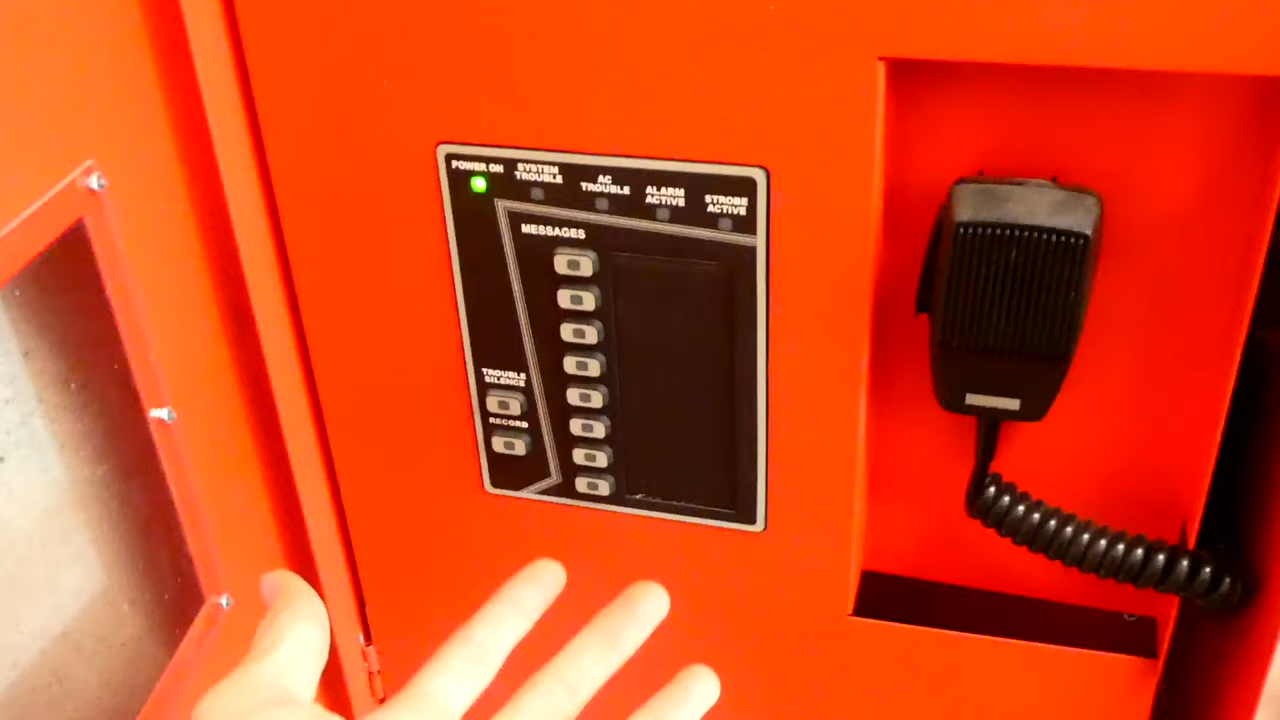 POWER ON
SYSTEM
TROUBLE
AC
TROUBLE
ALARM
ACTIVE
STROBE
ACTIVE
MESSAGES
TROUBLE
SILENCE
RECORD